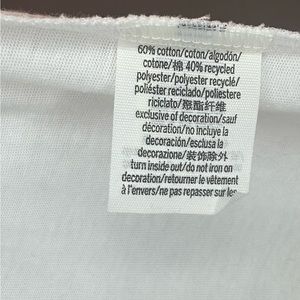 60% cotton/coton/algodón/
cotone/棉 40% recycled
polyester/polyester recyclé/
poliéster reciclado/poliestere
riciclato/聚酯纤维
exclusive of decoration/sauf
décoration/no incluye la
decoración/esclusa la
decorazione/装饰除外
turn inside out/do not iron on
decoration/retourner le vêtement
à l'envers/ne pas repasser sur les